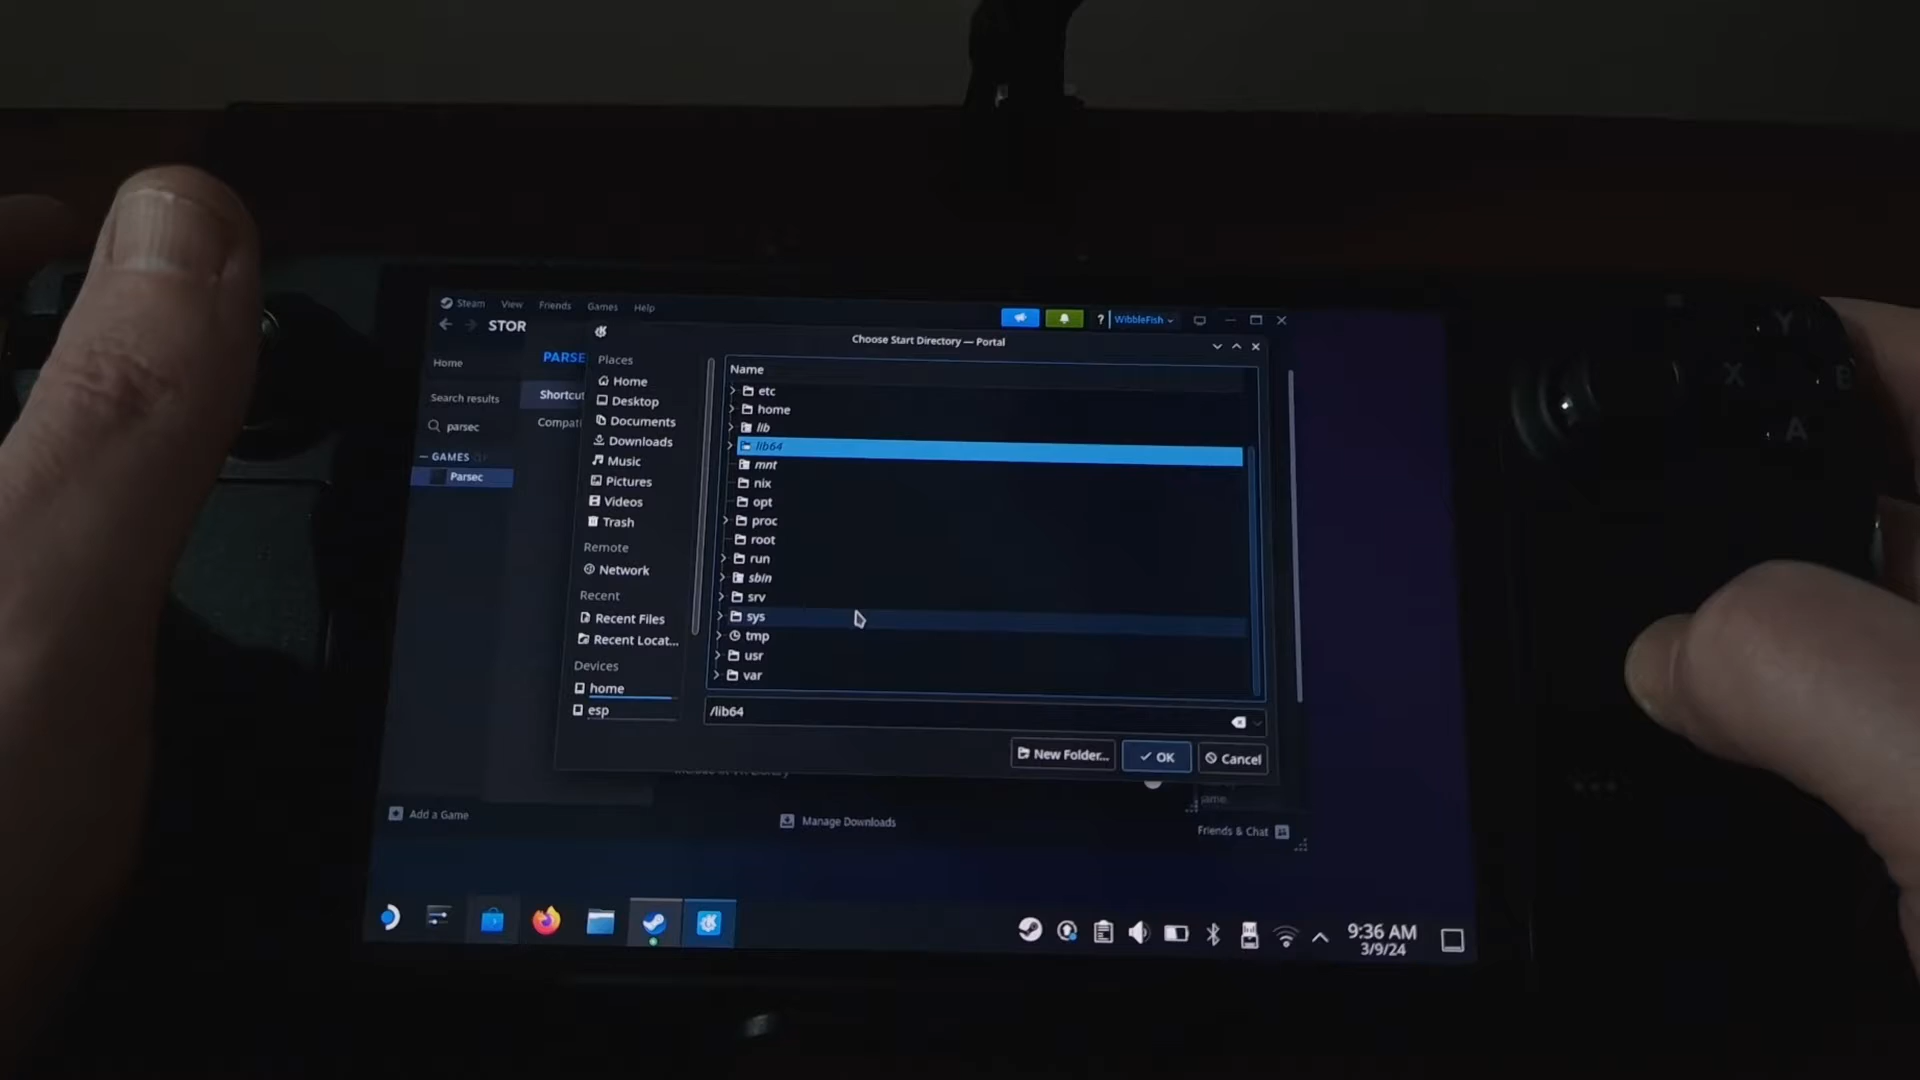 Steam View Friends Games Help
? WibbleFish
STOR
Choose Start Directory — Portal
Home
PARSE
Search results
Shortcut
parsec
Compati
GAMES
Parsec
Places
Home
Desktop
Documents
Downloads
Music
Pictures
Videos
Trash
Remote
Network
Recent
Recent Files
Recent Locat...
Devices
home
esp
Name
etc
home
lib
lib64
mnt
nix
opt
proc
root
run
sbin
srv
sys
tmp
usr
var
/lib64
New Folder... OK Cancel
game.
Add a Game
Manage Downloads
Friends & Chat
9:36 AM
3/9/24
Y
X
B
A